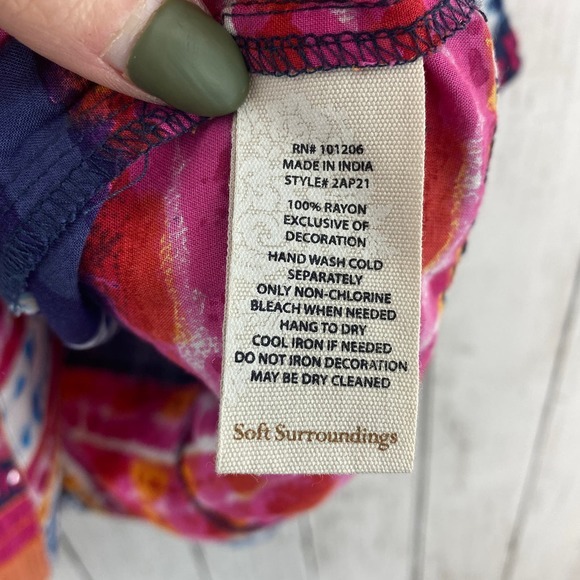 RN# 101206
MADE IN INDIA
STYLE# 2AP21
100% RAYON
EXCLUSIVE OF
DECORATION
HAND WASH COLD
SEPARATELY
ONLY NON-CHLORINE
BLEACH WHEN NEEDED
HANG TO DRY
COOL IRON IF NEEDED
DO NOT IRON DECORATION
MAY BE DRY CLEANED
Soft Surroundings